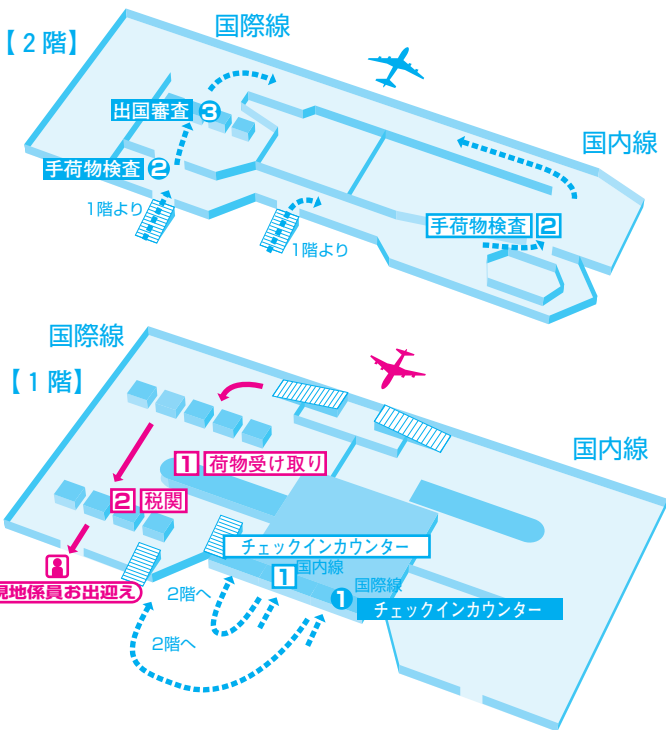 国際線
【2階】
国内線
出国審査 3
手荷物検査 2
1階より
手荷物検査 2
1階より
国際線
【1階】
国内線
1 荷物受け取り
2 税関
チェックインカウンター
国内線
1
国際線
1 チェックインカウンター
現地係員お出迎え
2階へ
2階へ